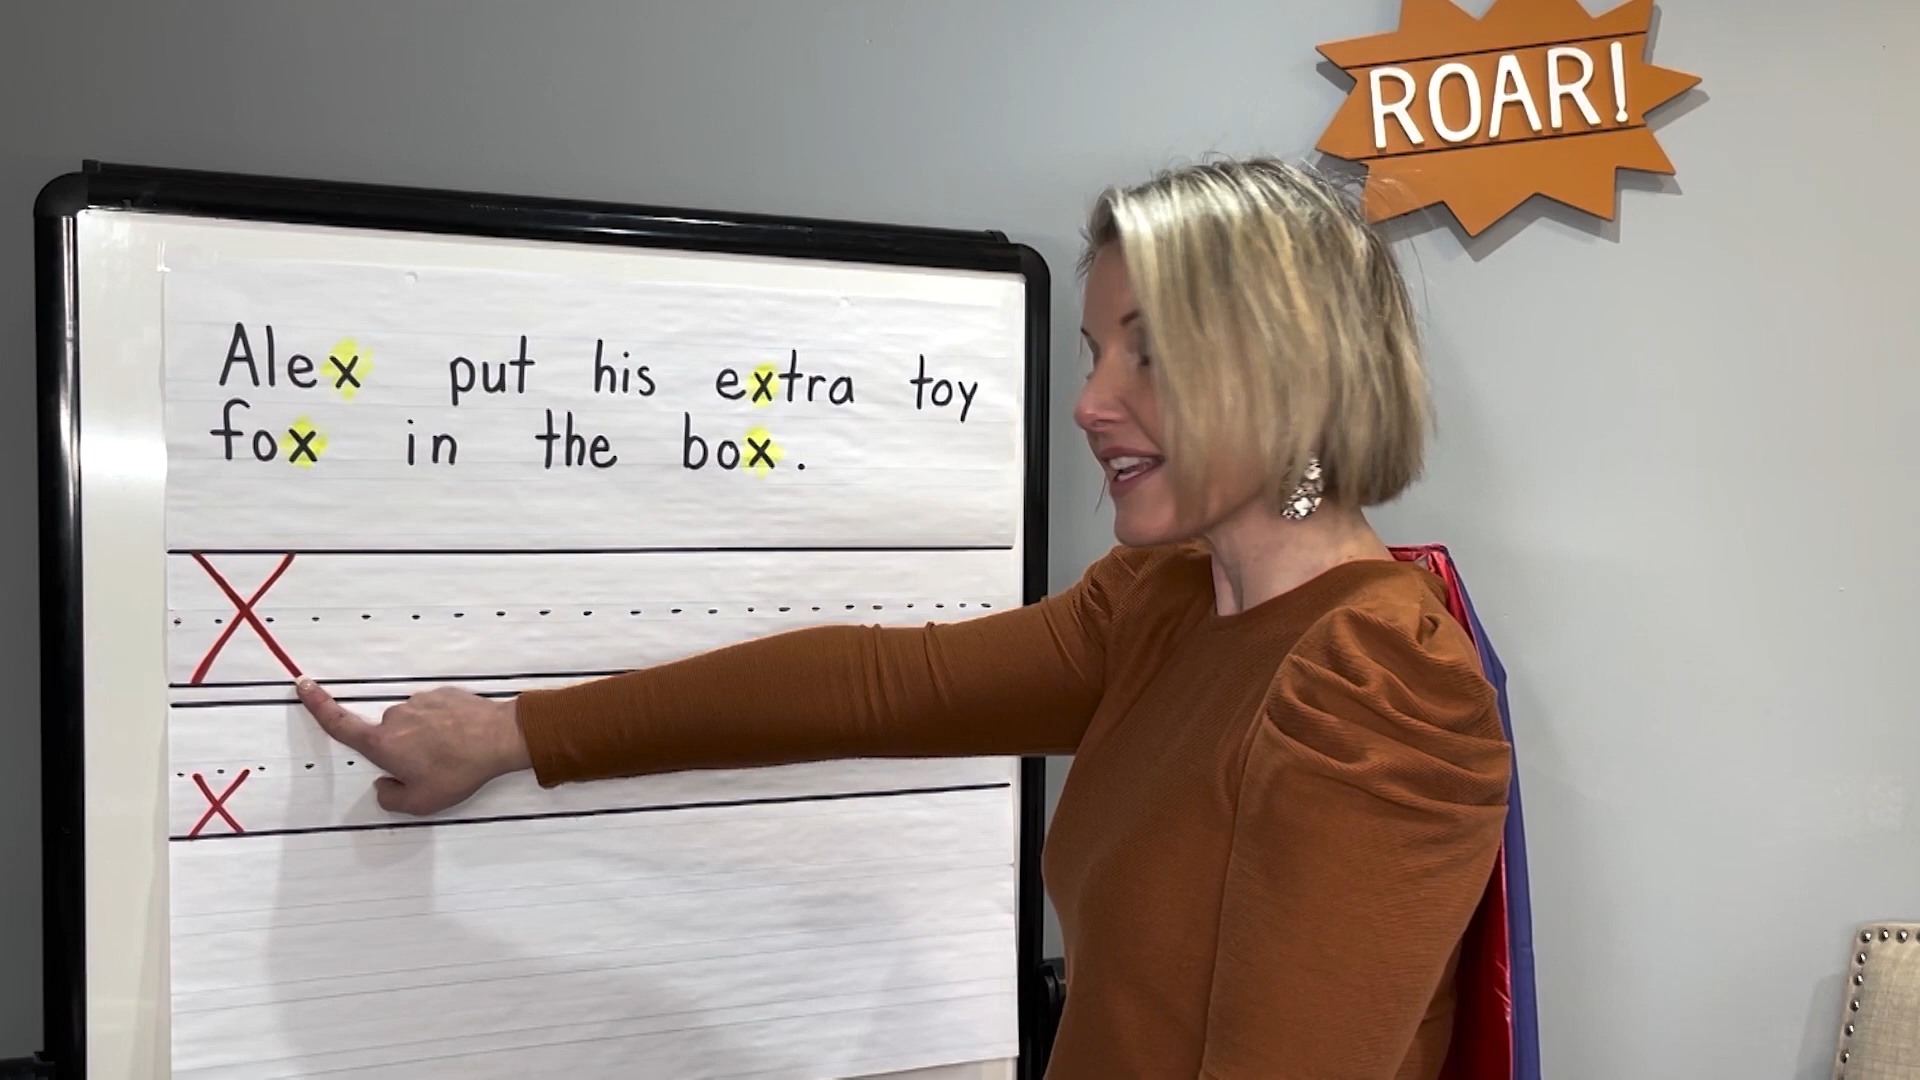 ROAR!
Alex put his extra toy
fox in the box.
X
x